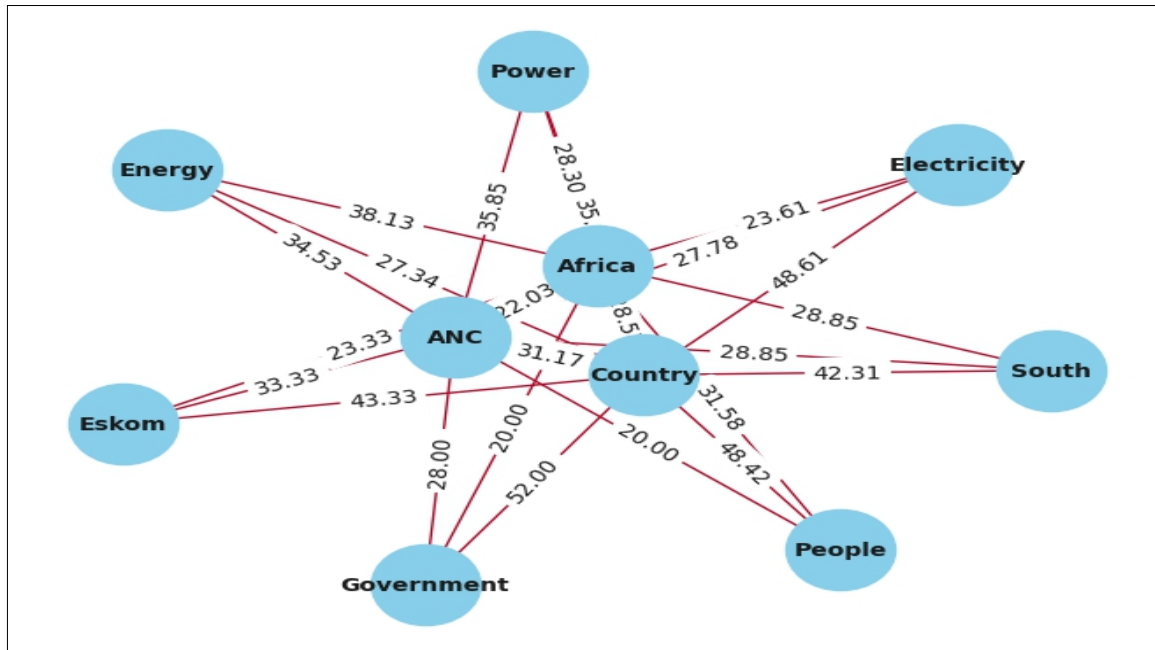 Power
Electricity
Energy
28.30
35.85
38.13
23.61
34.53
27.78
27.34
Africa
48.61
22.03
28.85
ANC
23.33
31.17
28.85
Country
42.31
South
33.33
43.33
31.58
Eskom
20.00
20.00
28.00
48.42
52.00
People
Government